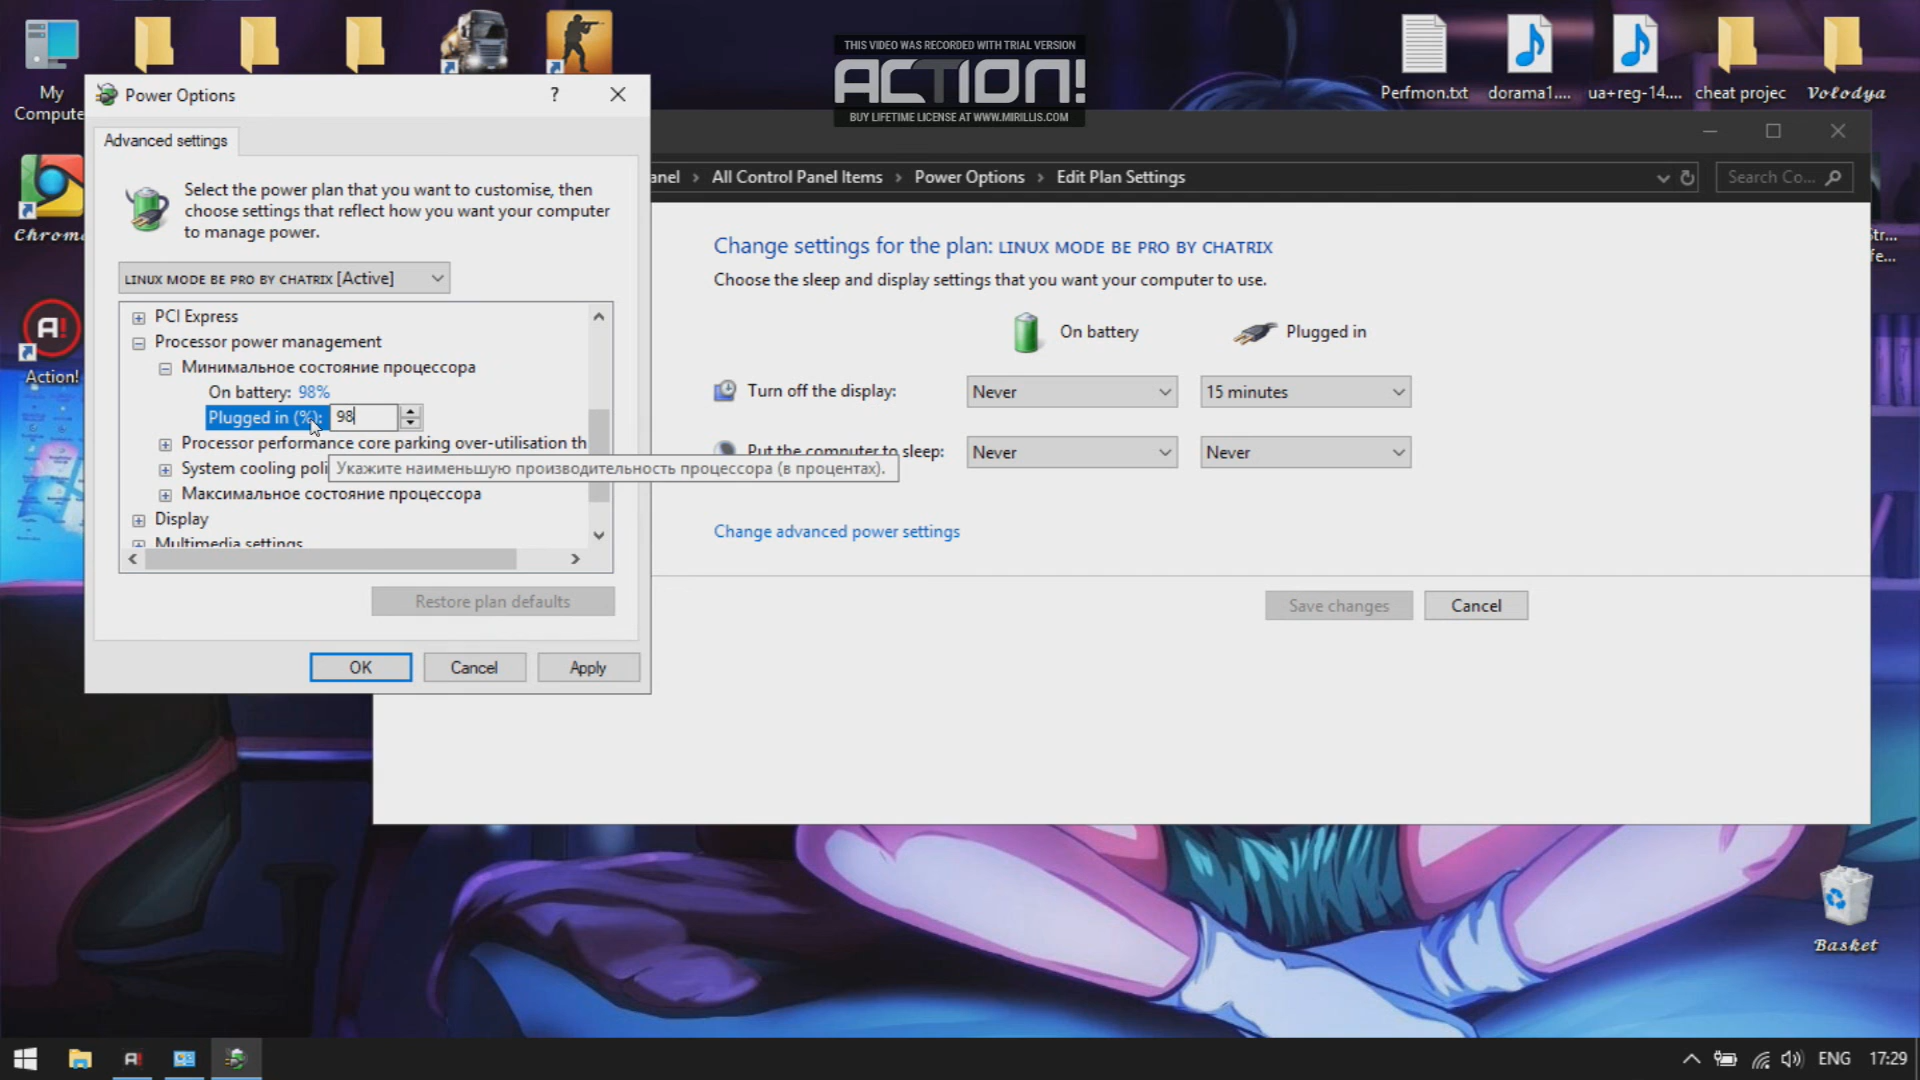 THIS VIDEO WAS RECORDED WITH TRIAL VERSION
ACTION!
BUY LIFETIME LICENSE AT WWW.MIRILLIS.COM
My
Compute
Chrome
A!
Action!
Perfmon.txt
dorama1....
ua+reg-14....
cheat projec
Volodya
Basket
Power Options
?
Advanced settings
Select the power plan that you want to customise, then
choose settings that reflect how you want your computer
to manage power.
LINUX MODE BE PRO BY CHATRIX [Active]
PCI Express
Processor power management
Минимальное состояние процессора
On battery: 98%
Plugged in (%): 98
Processor performance core parking over-utilisation th
System cooling poli
Укажите наименьшую производительность процессора (в процентах).
Максимальное состояние процессора
Display
Multimedia settings
Restore plan defaults
OK
Cancel
Apply
anel > All Control Panel Items > Power Options > Edit Plan Settings
Search Co...
Change settings for the plan: LINUX MODE BE PRO BY CHATRIX
Choose the sleep and display settings that you want your computer to use.
On battery
Plugged in
Turn off the display:
Never
15 minutes
Put the computer to sleep:
Never
Never
Change advanced power settings
Save changes
Cancel
tr...
fe...
A!
ENG
17:29